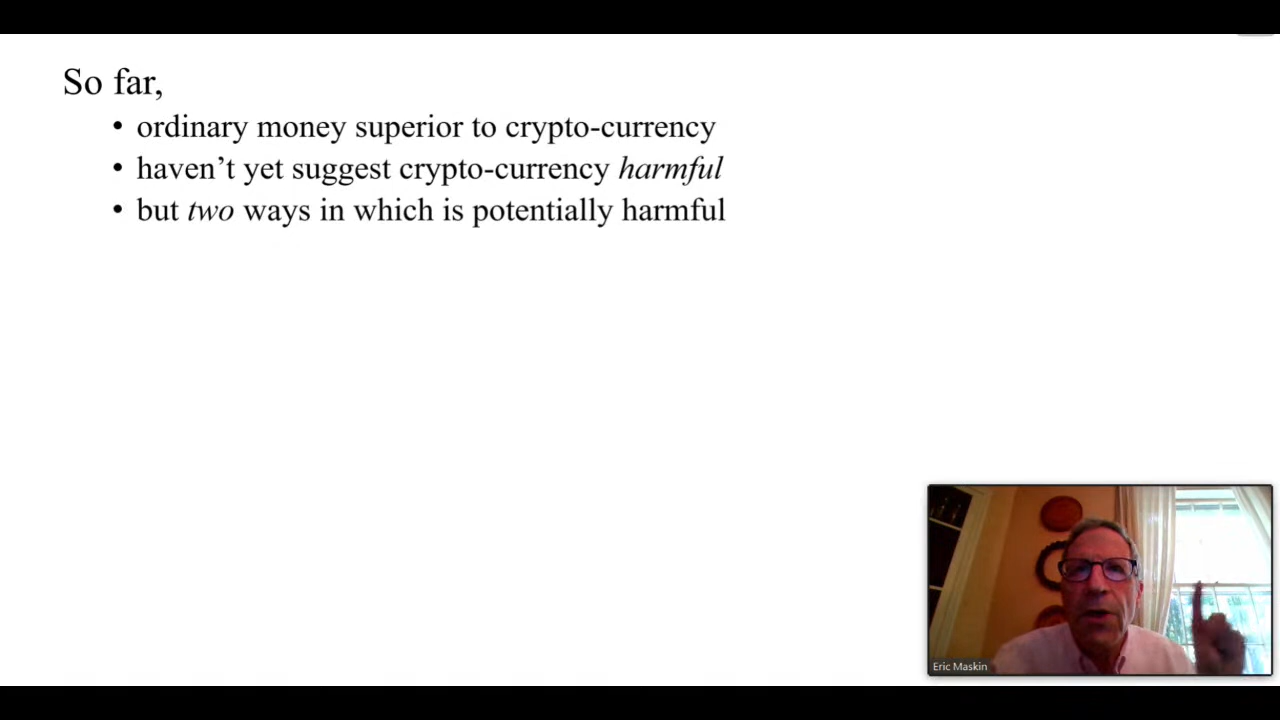 So far,
• ordinary money superior to crypto-currency
• haven’t yet suggest crypto-currency harmful
• but two ways in which is potentially harmful
Eric Maskin